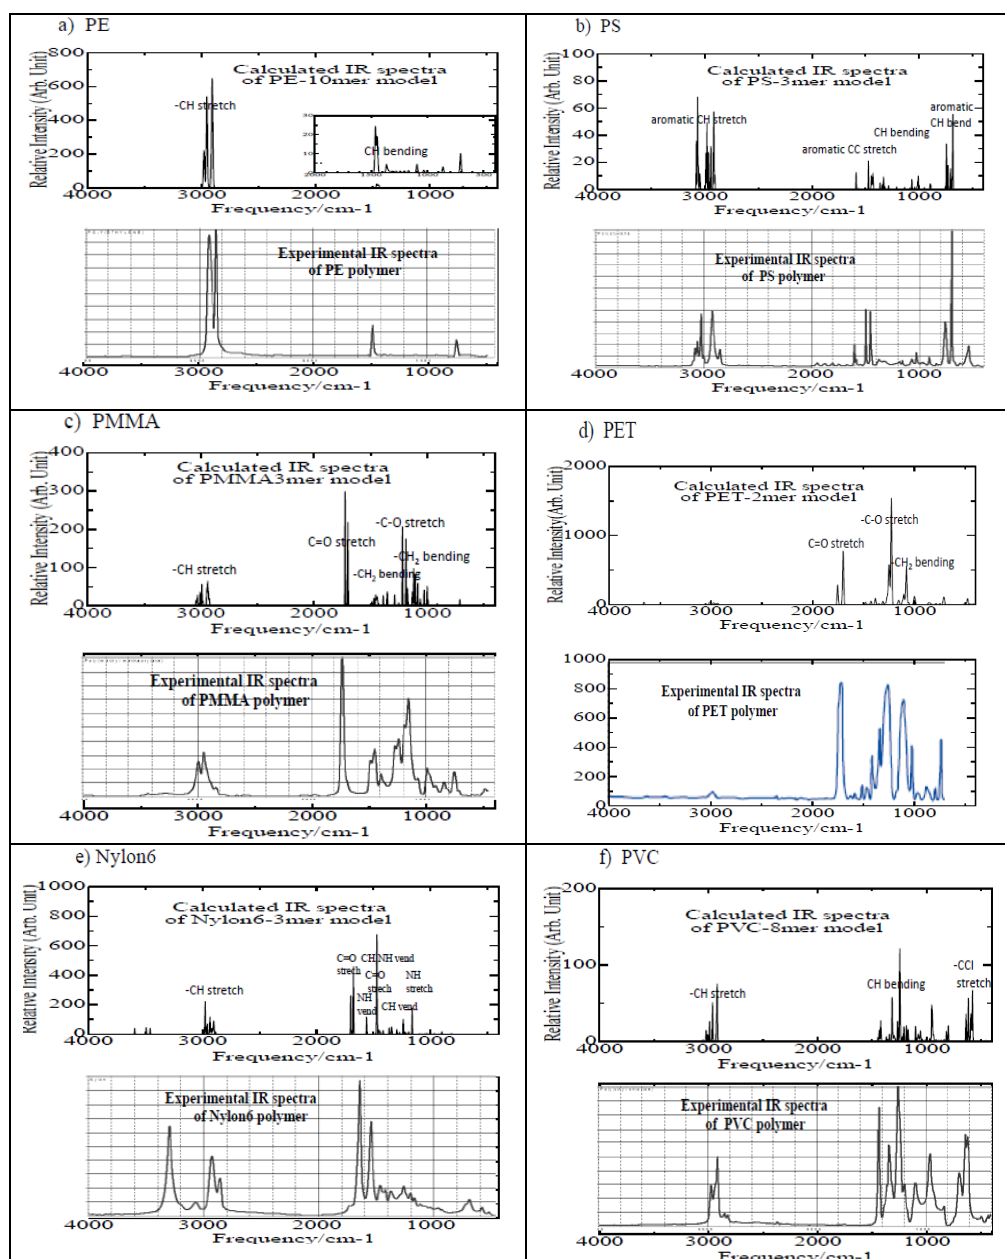 a) PE
800
600
400
200
0
Relative Intensity (Arb. Unit)
Calculated IR spectra
of PE-10mer model
-CH stretch
30
20
10
0
CH bending
4000 3000 2000 1000
Frequency/cm-1
Experimental IR spectra
of PE polymer
4000 3000 2000 1000
Frequency/cm-1
b) PS
100
80
60
40
20
0
Relative Intensity (Arb. Unit)
Calculated IR spectra
of PS-3mer model
aromatic CH stretch
aromatic
CH bend
CH bending
aromatic CC stretch
4000 3000 2000 1000
Frequency/cm-1
Experimental IR spectra
of PS polymer
4000 3000 2000 1000
Frequency/cm-1
c) PMMA
400
300
200
100
0
Relative Intensity (Arb. Unit)
Calculated IR spectra
of PMMA3mer model
-C-O stretch
C=O stretch
-CH2 bending
-CH stretch
-CH2 bending
4000 3000 2000 1000
Frequency/cm-1
Experimental IR spectra
of PMMA polymer
4000 3000 2000 1000
Frequency/cm-1
d) PET
2000
1000
0
Relative Intensity(Arb. Unit)
Calculated IR spectra
of PET-2mer model
-C-O stretch
C=O stretch
-CH2 bending
4000 3000 2000 1000
Frequency/cm-1
1000
800
600
400
200
0
Experimental IR spectra
of PET polymer
4000 3000 2000 1000
Frequency/cm-1
e) Nylon6
1000
800
600
400
200
0
Relative Intensity (Arb. Unit)
Calculated IR spectra
of Nylon6-3mer model
C=O
strech
CH NH vend
C=O
strech
NH
stretch
NH
vend
CH vend
-CH stretch
4000 3000 2000 1000
Frequency/cm-1
Experimental IR spectra
of Nylon6 polymer
4000 3000 2000 1000
Frequency/cm-1
f) PVC
200
100
0
Relative Intensity (Arb. Unit)
Calculated IR spectra
of PVC-8mer model
-CCl
stretch
CH bending
-CH stretch
4000 3000 2000 1000
Frequency/cm-1
Experimental IR spectra
of PVC polymer
4000 3000 2000 1000
Frequency/cm-1